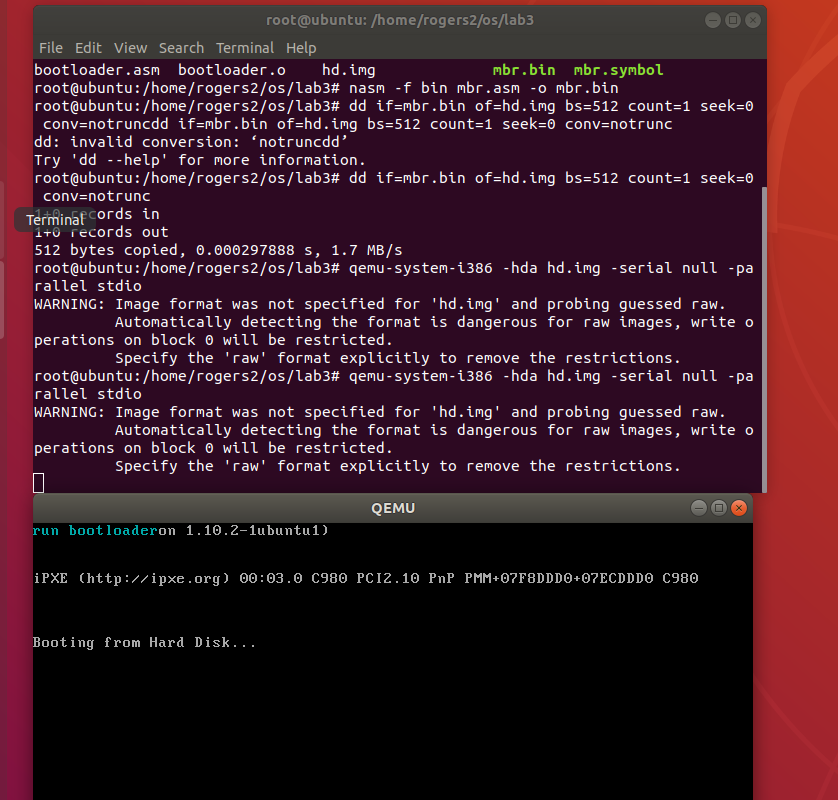 root@ubuntu: /home/rogers2/os/lab3
File Edit View Search Terminal Help
bootloader.asm bootloader.o hd.img mbr.bin mbr.symbol
root@ubuntu:/home/rogers2/os/lab3# nasm -f bin mbr.asm -o mbr.bin
root@ubuntu:/home/rogers2/os/lab3# dd if=mbr.bin of=hd.img bs=512 count=1 seek=0
conv=notruncdd if=mbr.bin of=hd.img bs=512 count=1 seek=0 conv=notrunc
dd: invalid conversion: ‘notruncdd’
Try 'dd --help' for more information.
root@ubuntu:/home/rogers2/os/lab3# dd if=mbr.bin of=hd.img bs=512 count=1 seek=0
conv=notrunc
1+0 records in
Terminal
1+0 records out
512 bytes copied, 0.000297888 s, 1.7 MB/s
root@ubuntu:/home/rogers2/os/lab3# qemu-system-i386 -hda hd.img -serial null -pa
rallel stdio
WARNING: Image format was not specified for 'hd.img' and probing guessed raw.
Automatically detecting the format is dangerous for raw images, write o
perations on block 0 will be restricted.
Specify the 'raw' format explicitly to remove the restrictions.
root@ubuntu:/home/rogers2/os/lab3# qemu-system-i386 -hda hd.img -serial null -pa
rallel stdio
WARNING: Image format was not specified for 'hd.img' and probing guessed raw.
Automatically detecting the format is dangerous for raw images, write o
perations on block 0 will be restricted.
Specify the 'raw' format explicitly to remove the restrictions.
QEMU
run bootloaderon 1.10.2-1ubuntu1)
iPXE (http://ipxe.org) 00:03.0 C980 PCI2.10 PnP PMM+07F8DDD0+07ECDDD0 C980
Booting from Hard Disk...